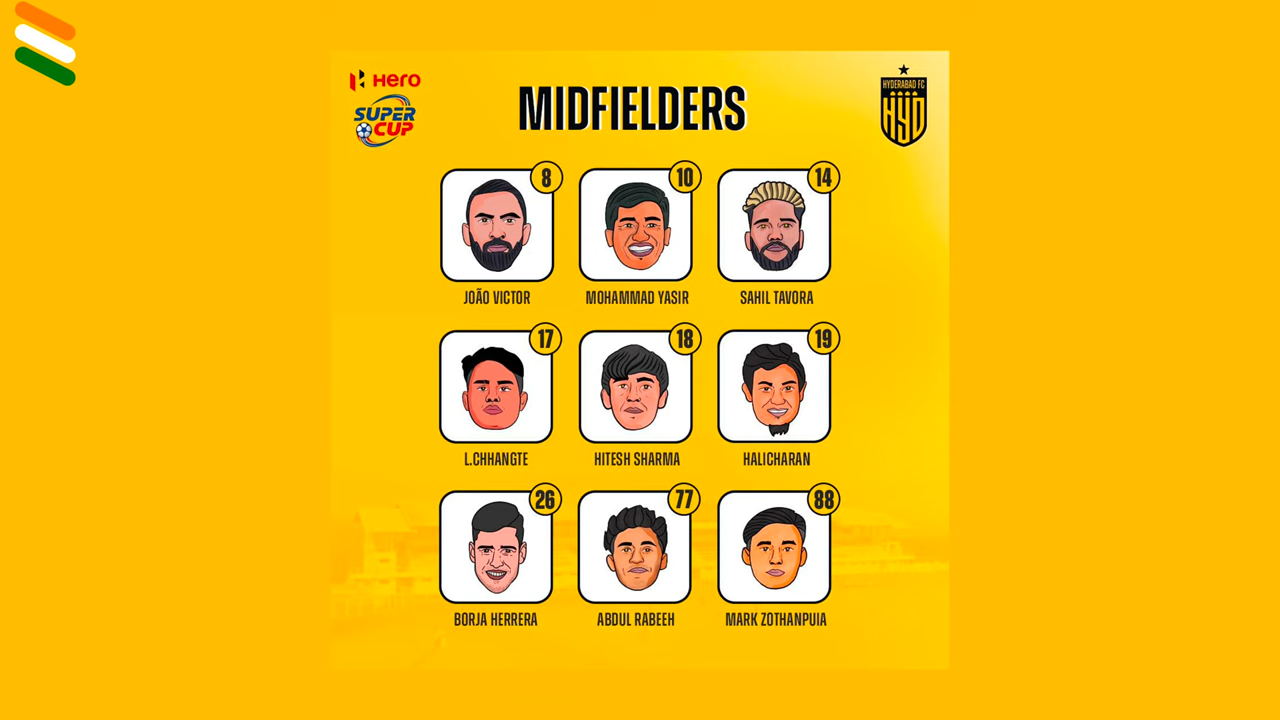 Hero
SUPER
CUP
MIDFIELDERS
HYDERABAD FC
HYD
8
10
14
JOÃO VICTOR
MOHAMMAD YASIR
SAHIL TAVORA
17
18
19
L.CHHANGTE
HITESH SHARMA
HALICHARAN
26
77
88
BORJA HERRERA
ABDUL RABEEH
MARK ZOTHANPUIA